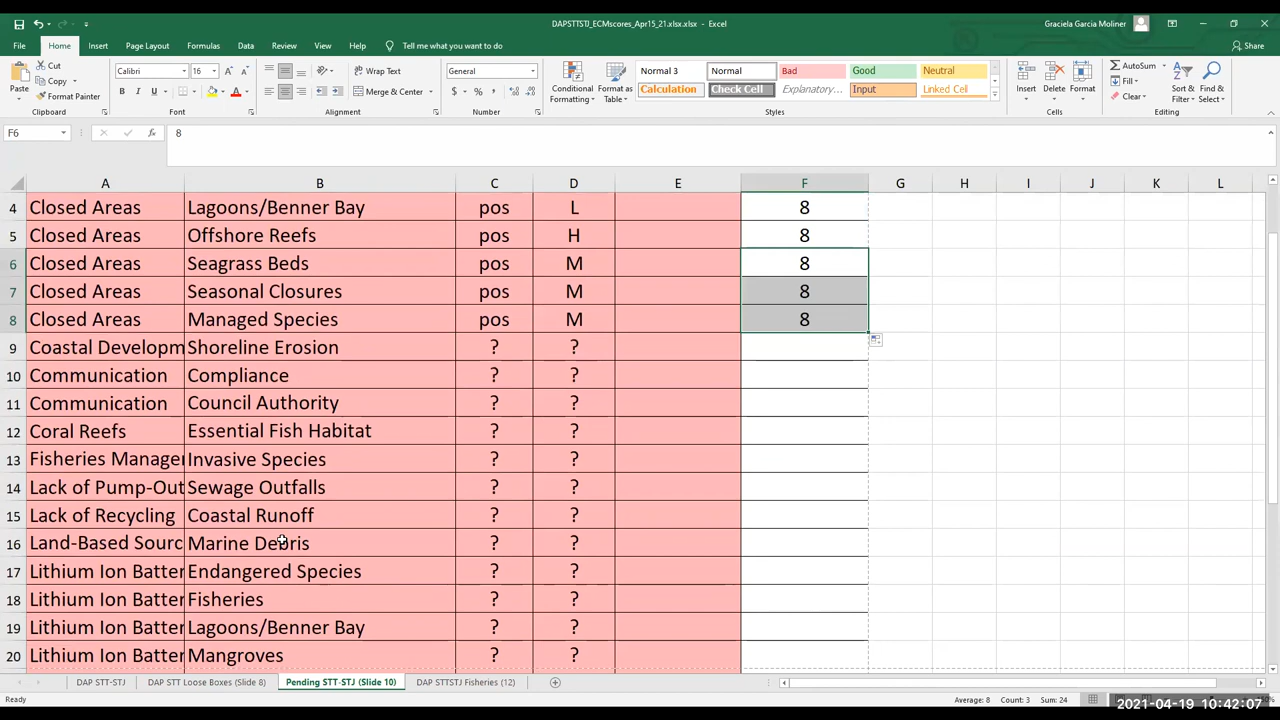 DAPSTTSTJ_ECMscores_Apr15_21.xlsx.xlsx - Excel
Graciela Garcia Moliner
File Home Insert Page Layout Formulas Data Review View Help Tell me what you want to do Share
Paste Cut Copy Format Painter
Calibri 16
B I U A
Wrap Text
Merge & Center
General
$ % ,
Conditional Formatting Format as Table
Normal 3 Normal Bad Good Neutral
Calculation Check Cell Explanatory... Input Linked Cell
Insert Delete Format
AutoSum Fill Clear
Sort & Filter Find & Select
Clipboard Font Alignment Number Styles Cells Editing
F6 fx 8
A B C D E F G H I J K L
4 Closed Areas Lagoons/Benner Bay pos L 8
5 Closed Areas Offshore Reefs pos H 8
6 Closed Areas Seagrass Beds pos M 8
7 Closed Areas Seasonal Closures pos M 8
8 Closed Areas Managed Species pos M 8
9 Coastal Developm Shoreline Erosion ? ?
10 Communication Compliance ? ?
11 Communication Council Authority ? ?
12 Coral Reefs Essential Fish Habitat ? ?
13 Fisheries Manager Invasive Species ? ?
14 Lack of Pump-Out Sewage Outfalls ? ?
15 Lack of Recycling Coastal Runoff ? ?
16 Land-Based Sourc Marine Debris ? ?
17 Lithium Ion Batter Endangered Species ? ?
18 Lithium Ion Batter Fisheries ? ?
19 Lithium Ion Batter Lagoons/Benner Bay ? ?
20 Lithium Ion Batter Mangroves ? ?
DAP STT-STJ DAP STT Loose Boxes (Slide 8) Pending STT-STJ (Slide 10) DAP STTSTJ Fisheries (12)
Ready Average: 8 Count: 3 Sum: 24
2021-04-19 10:42:07